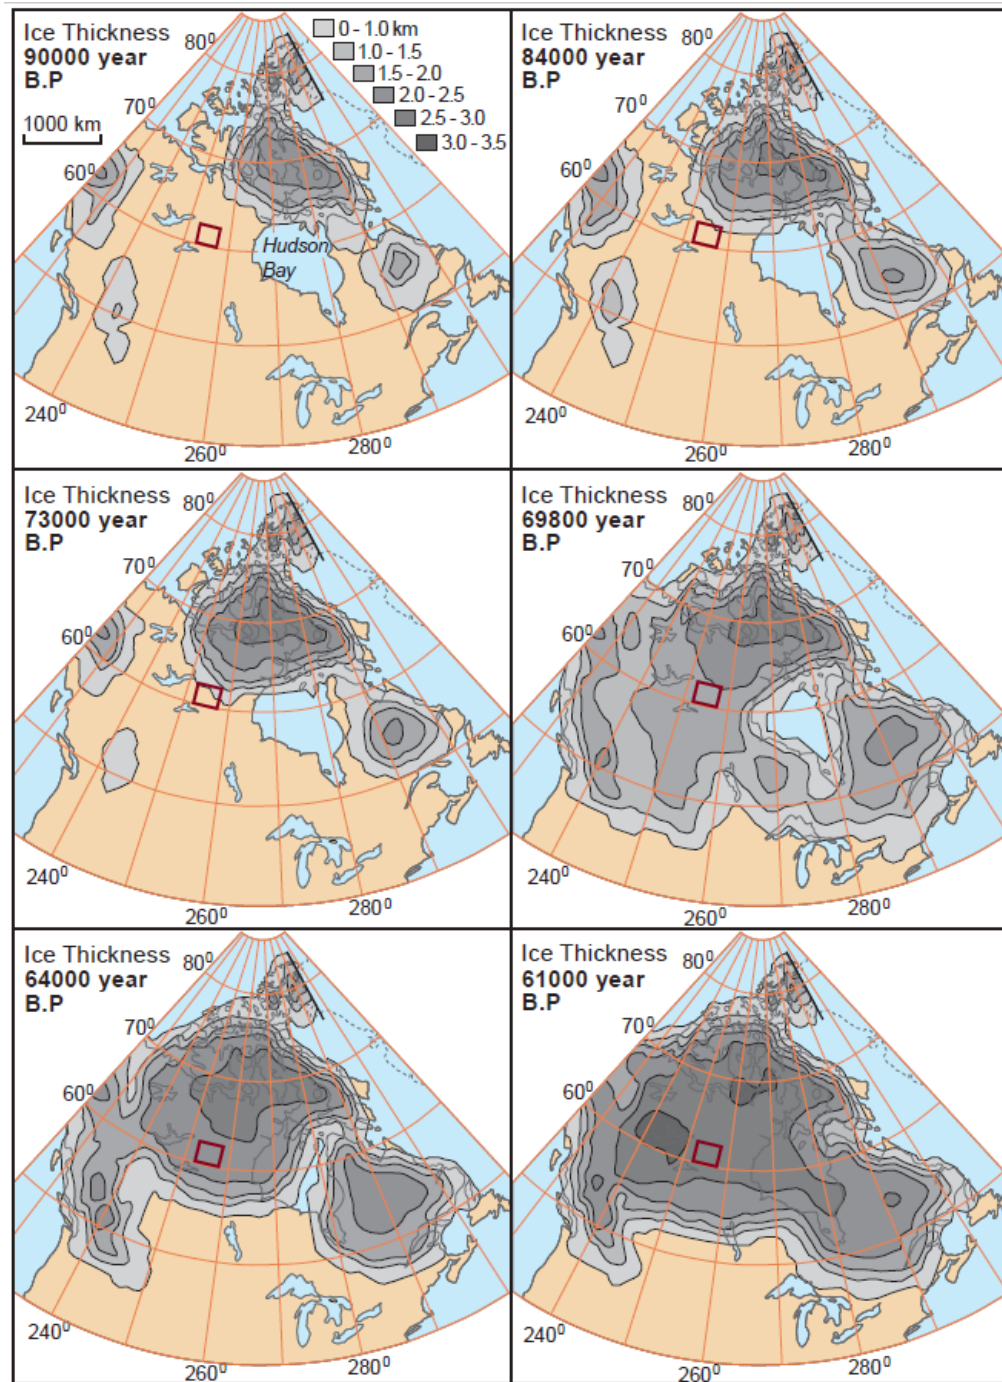 Ice Thickness
90000 year
B.P
80⁰
70⁰
60⁰
1000 km
0 - 1.0 km
1.0 - 1.5
1.5 - 2.0
2.0 - 2.5
2.5 - 3.0
3.0 - 3.5
Hudson
Bay
240⁰
260⁰
280⁰
Ice Thickness
84000 year
B.P
80⁰
70⁰
60⁰
240⁰
260⁰
280⁰
Ice Thickness
73000 year
B.P
80⁰
70⁰
60⁰
240⁰
260⁰
280⁰
Ice Thickness
69800 year
B.P
80⁰
70⁰
60⁰
240⁰
260⁰
280⁰
Ice Thickness
64000 year
B.P
80⁰
70⁰
60⁰
240⁰
260⁰
280⁰
Ice Thickness
61000 year
B.P
80⁰
70⁰
60⁰
240⁰
260⁰
280⁰